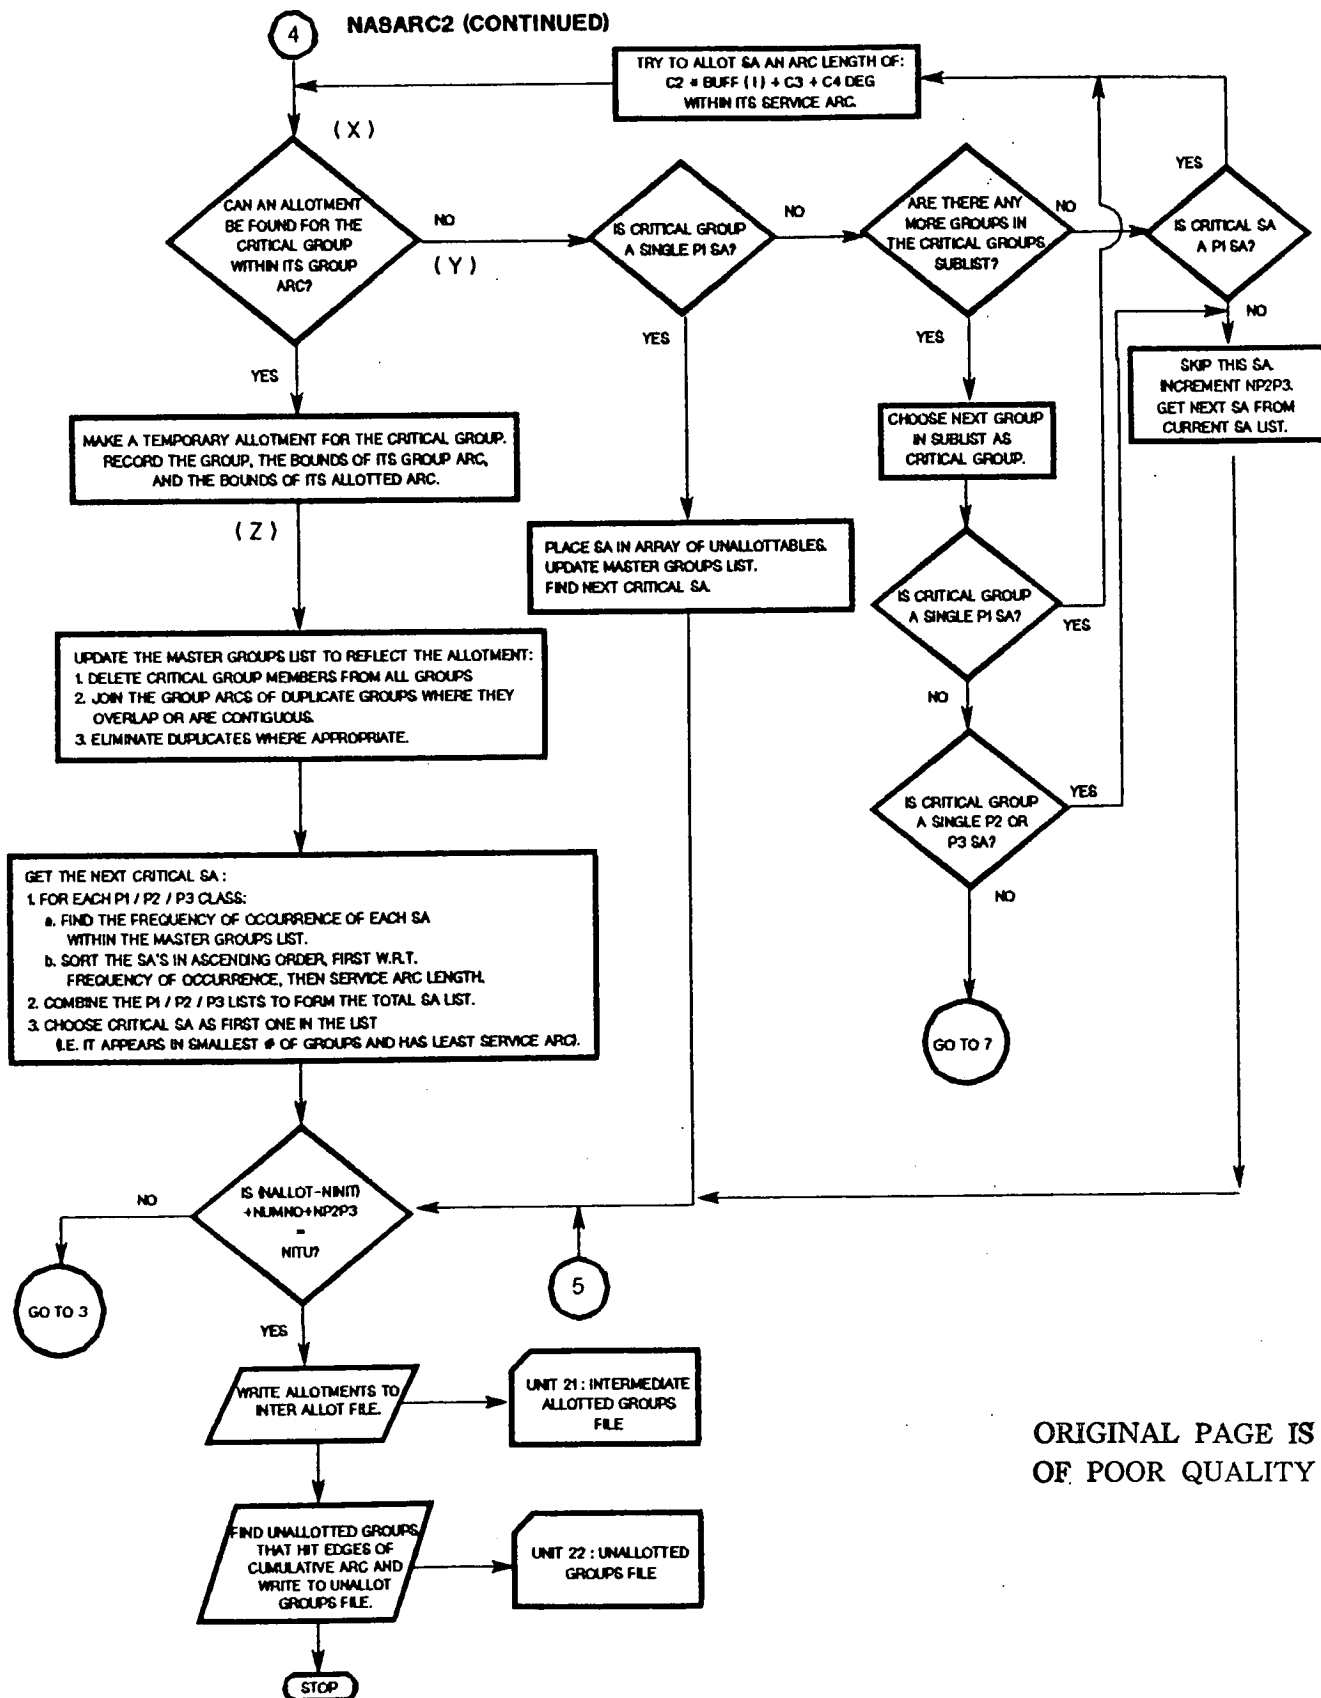 4
NASARC2 (CONTINUED)
TRY TO ALLOT SA AN ARC LENGTH OF:
C2 * BUFF (1) + C3 + C4 DEG
WITHIN ITS SERVICE ARC.
(X)
CAN AN ALLOTMENT
BE FOUND FOR THE
CRITICAL GROUP
WITHIN ITS GROUP
ARC?
NO
(Y)
YES
IS CRITICAL GROUP
A SINGLE P1 SA?
NO
YES
ARE THERE ANY
MORE GROUPS IN
THE CRITICAL GROUPS
SUBLIST?
NO
YES
YES
IS CRITICAL SA
A P1 SA?
NO
SKIP THIS SA.
INCREMENT NP2P3.
GET NEXT SA FROM
CURRENT SA LIST.
MAKE A TEMPORARY ALLOTMENT FOR THE CRITICAL GROUP.
RECORD THE GROUP, THE BOUNDS OF ITS GROUP ARC,
AND THE BOUNDS OF ITS ALLOTTED ARC.
(Z)
CHOOSE NEXT GROUP
IN SUBLIST AS
CRITICAL GROUP.
PLACE SA IN ARRAY OF UNALLOTTABLES.
UPDATE MASTER GROUPS LIST.
FIND NEXT CRITICAL SA.
IS CRITICAL GROUP
A SINGLE P1 SA?
YES
NO
UPDATE THE MASTER GROUPS LIST TO REFLECT THE ALLOTMENT:
1. DELETE CRITICAL GROUP MEMBERS FROM ALL GROUPS
2. JOIN THE GROUP ARCS OF DUPLICATE GROUPS WHERE THEY
OVERLAP OR ARE CONTIGUOUS.
3. ELIMINATE DUPLICATES WHERE APPROPRIATE.
IS CRITICAL GROUP
A SINGLE P2 OR
P3 SA?
YES
NO
GO TO 7
GET THE NEXT CRITICAL SA :
1. FOR EACH P1 / P2 / P3 CLASS:
a. FIND THE FREQUENCY OF OCCURRENCE OF EACH SA
WITHIN THE MASTER GROUPS LIST.
b. SORT THE SA'S IN ASCENDING ORDER, FIRST W.R.T.
FREQUENCY OF OCCURRENCE, THEN SERVICE ARC LENGTH.
2. COMBINE THE P1 / P2 / P3 LISTS TO FORM THE TOTAL SA LIST.
3. CHOOSE CRITICAL SA AS FIRST ONE IN THE LIST
(I.E. IT APPEARS IN SMALLEST # OF GROUPS AND HAS LEAST SERVICE ARC).
IS (NALLOT-NINIT)
+NUMNO+NP2P3
=
NITU?
NO
GO TO 3
YES
5
WRITE ALLOTMENTS TO
INTER ALLOT FILE.
UNIT 21 : INTERMEDIATE
ALLOTTED GROUPS
FILE
FIND UNALLOTTED GROUPS
THAT HIT EDGES OF
CUMULATIVE ARC AND
WRITE TO UNALLOT
GROUPS FILE.
UNIT 22 : UNALLOTTED
GROUPS FILE
STOP
ORIGINAL PAGE IS
OF POOR QUALITY